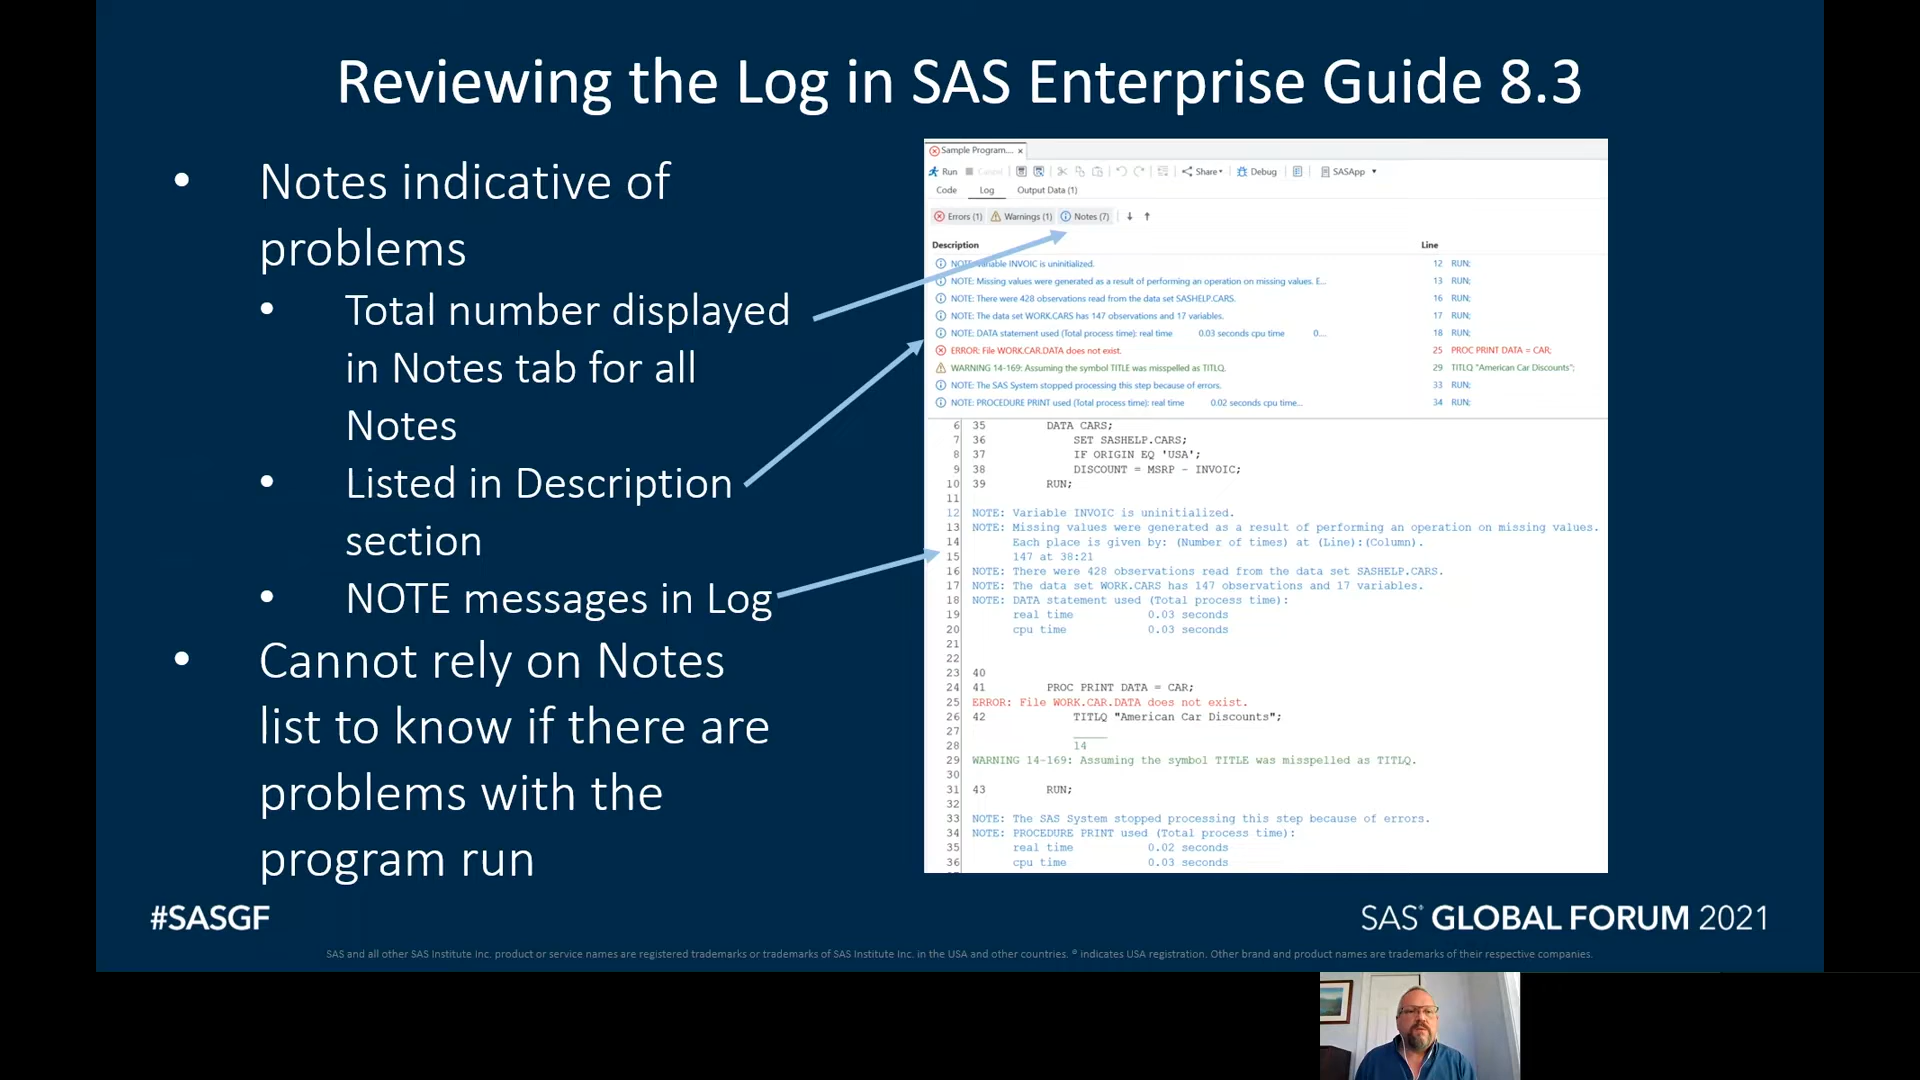 Reviewing the Log in SAS Enterprise Guide 8.3
• Notes indicative of
problems
• Total number displayed
in Notes tab for all
Notes
• Listed in Description
section
• NOTE messages in Log
• Cannot rely on Notes
list to know if there are
problems with the
program run
Sample Program...
Run Cancel Share Debug SASApp
Code Log Output Data (1)
Errors (1) Warnings (1) Notes (7)
Description Line
NOTE: Variable INVOIC is uninitialized. 12 RUN;
NOTE: Missing values were generated as a result of performing an operation on missing values. E... 13 RUN;
NOTE: There were 428 observations read from the data set SASHELP.CARS. 16 RUN;
NOTE: The data set WORK.CARS has 147 observations and 17 variables. 17 RUN;
NOTE: DATA statement used (Total process time): real time 0.03 seconds cpu time 0.... 18 RUN;
ERROR: File WORK.CAR.DATA does not exist. 25 PROC PRINT DATA = CAR;
WARNING 14-169: Assuming the symbol TITLE was misspelled as TITLQ. 29 TITLQ "American Car Discounts";
NOTE: The SAS System stopped processing this step because of errors. 33 RUN;
NOTE: PROCEDURE PRINT used (Total process time): real time 0.02 seconds cpu time... 34 RUN;
6 35 DATA CARS;
7 36 SET SASHELP.CARS;
8 37 IF ORIGIN EQ 'USA';
9 38 DISCOUNT = MSRP - INVOIC;
10 39 RUN;
11
12 NOTE: Variable INVOIC is uninitialized.
13 NOTE: Missing values were generated as a result of performing an operation on missing values.
14 Each place is given by: (Number of times) at (Line):(Column).
15 147 at 38:21
16 NOTE: There were 428 observations read from the data set SASHELP.CARS.
17 NOTE: The data set WORK.CARS has 147 observations and 17 variables.
18 NOTE: DATA statement used (Total process time):
19 real time 0.03 seconds
20 cpu time 0.03 seconds
21
22
23 40
24 41 PROC PRINT DATA = CAR;
25 ERROR: File WORK.CAR.DATA does not exist.
26 42 TITLQ "American Car Discounts";
27 _____
28 14
29 WARNING 14-169: Assuming the symbol TITLE was misspelled as TITLQ.
30
31 43 RUN;
32
33 NOTE: The SAS System stopped processing this step because of errors.
34 NOTE: PROCEDURE PRINT used (Total process time):
35 real time 0.02 seconds
36 cpu time 0.03 seconds
#SASGF
SAS® GLOBAL FORUM 2021
SAS and all other SAS Institute Inc. product or service names are registered trademarks or trademarks of SAS Institute Inc. in the USA and other countries. ® indicates USA registration. Other brand and product names are trademarks of their respective companies.